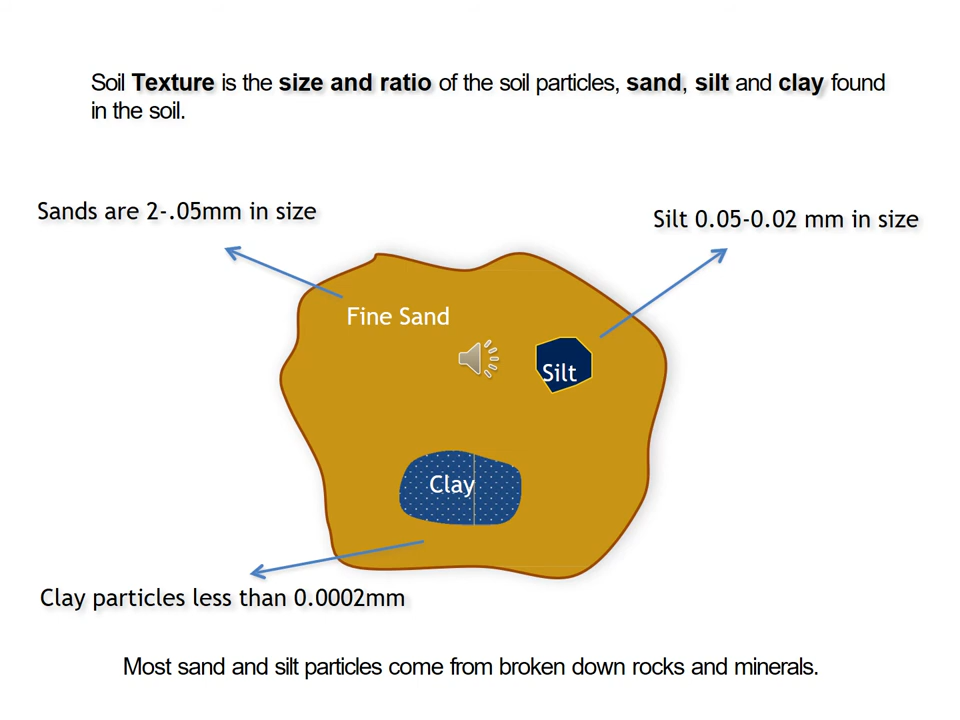 Soil Texture is the size and ratio of the soil particles, sand, silt and clay found
in the soil.
Sands are 2-.05mm in size
Silt 0.05-0.02 mm in size
Fine Sand
Silt
Clay
Clay particles less than 0.0002mm
Most sand and silt particles come from broken down rocks and minerals.